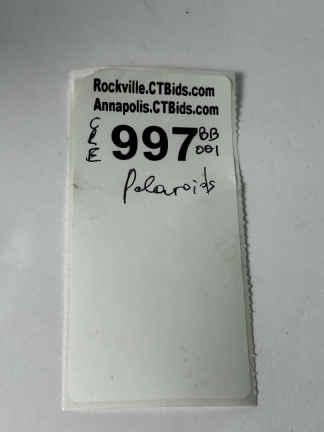 Rockville.CTBids.com
Annapolis.CTBids.com
997 BB
001
Polaroids